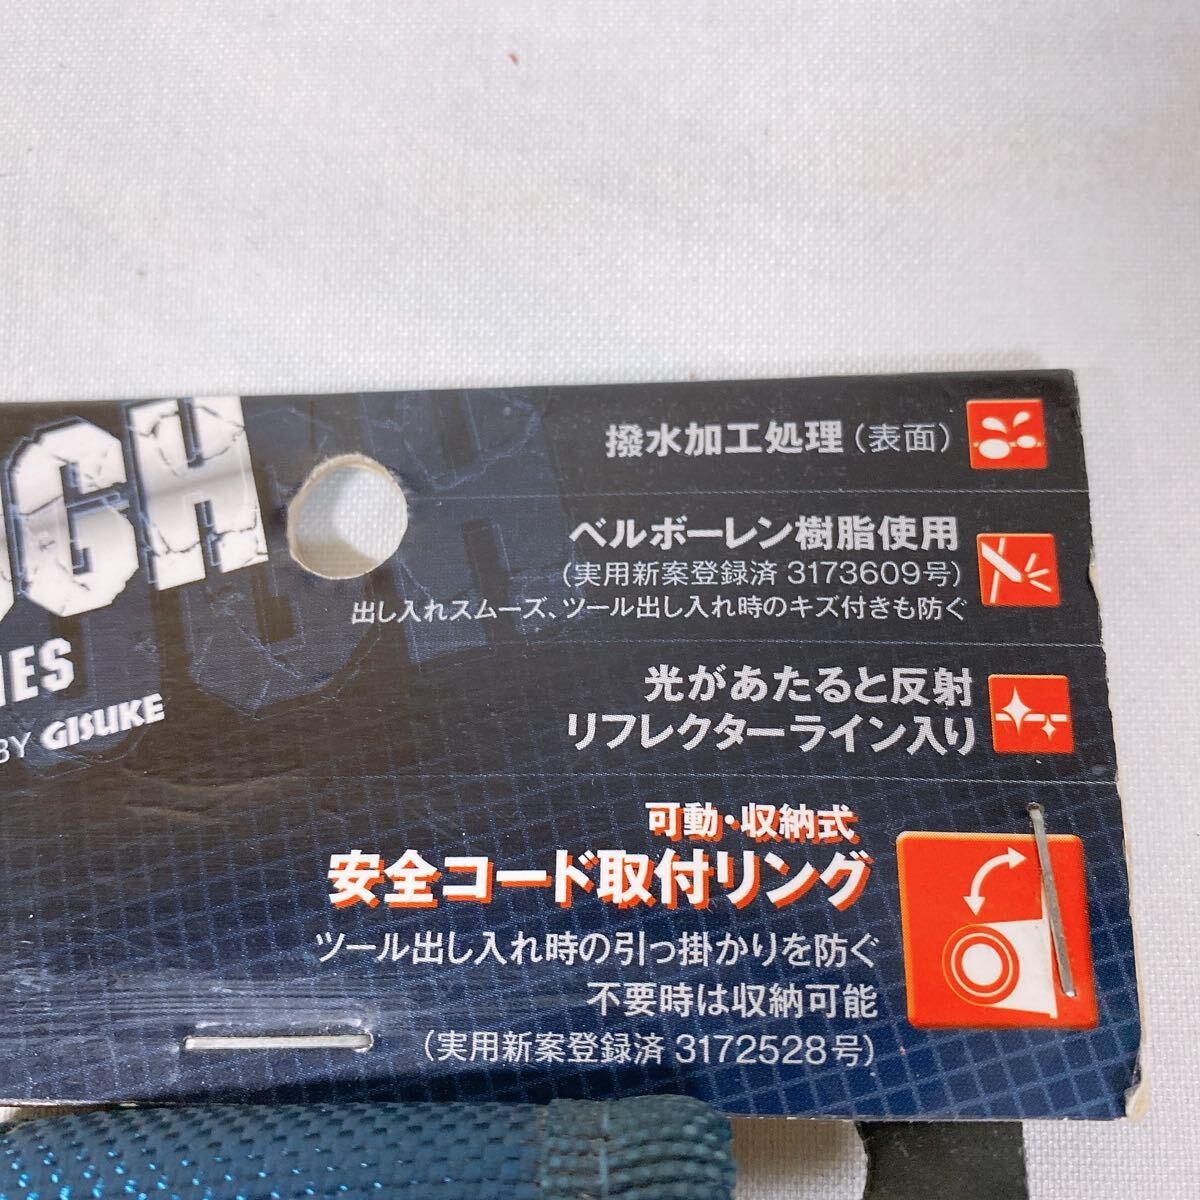 撥水加工処理(表面)
ベルボーレン樹脂使用
(実用新案登録済 3173609号)
出し入れスムーズ、ツール出し入れ時のキズ付きも防ぐ
光があたると反射
リフレクターライン入り
可動・収納式
安全コード取付リング
ツール出し入れ時の引っ掛かりを防ぐ
不要時は収納可能
(実用新案登録済 3172528号)
BY GISUKE